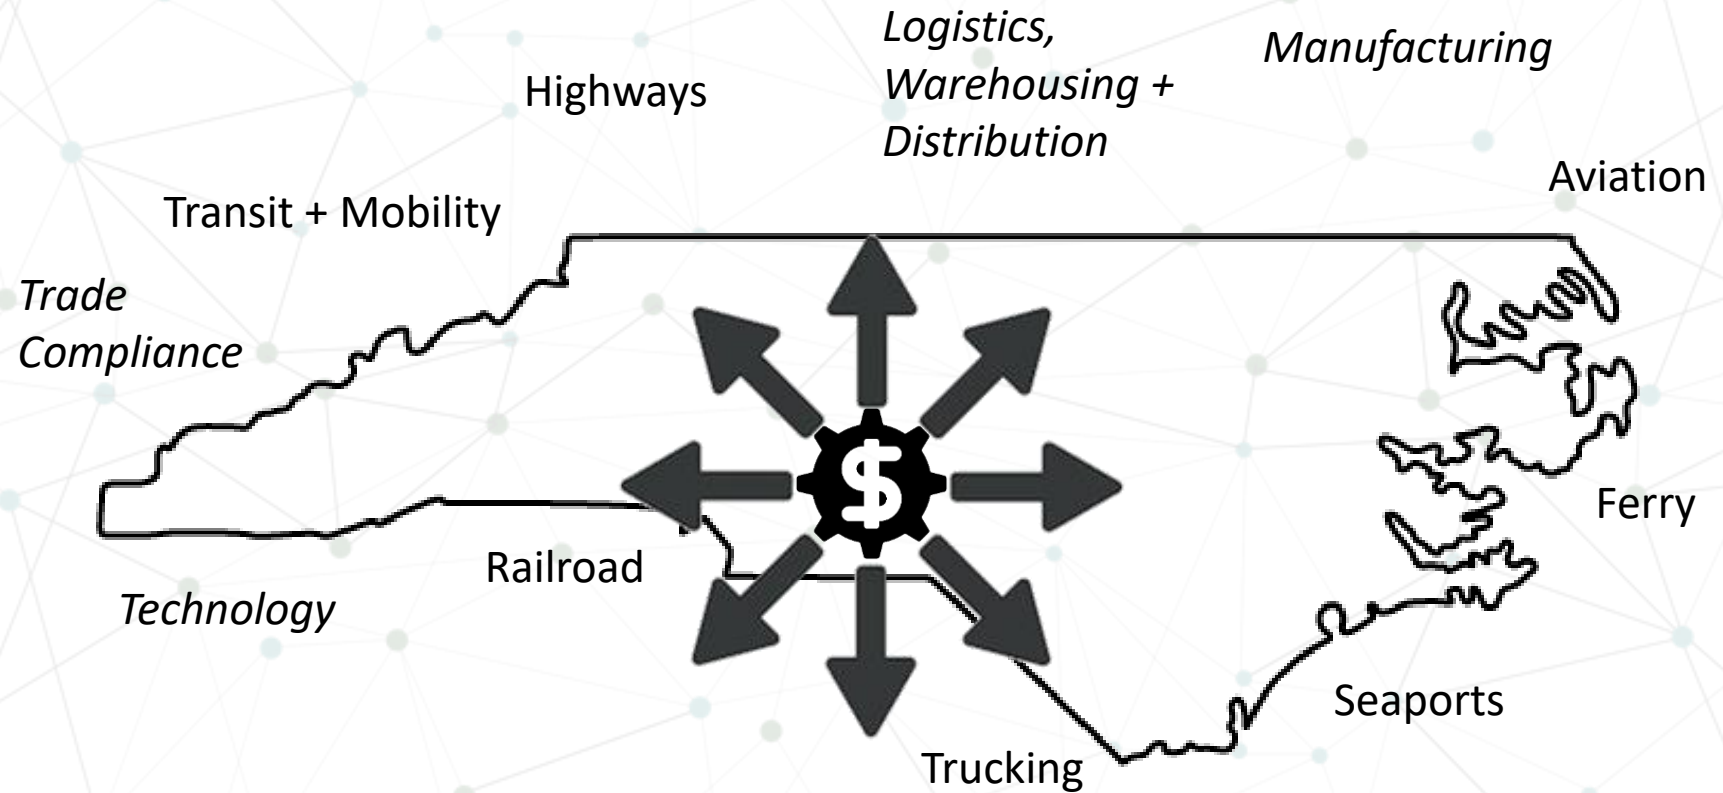 Logistics,
Warehousing +
Distribution
Manufacturing
Highways
Aviation
Transit + Mobility
Trade
Compliance
$
Ferry
Railroad
Technology
Seaports
Trucking